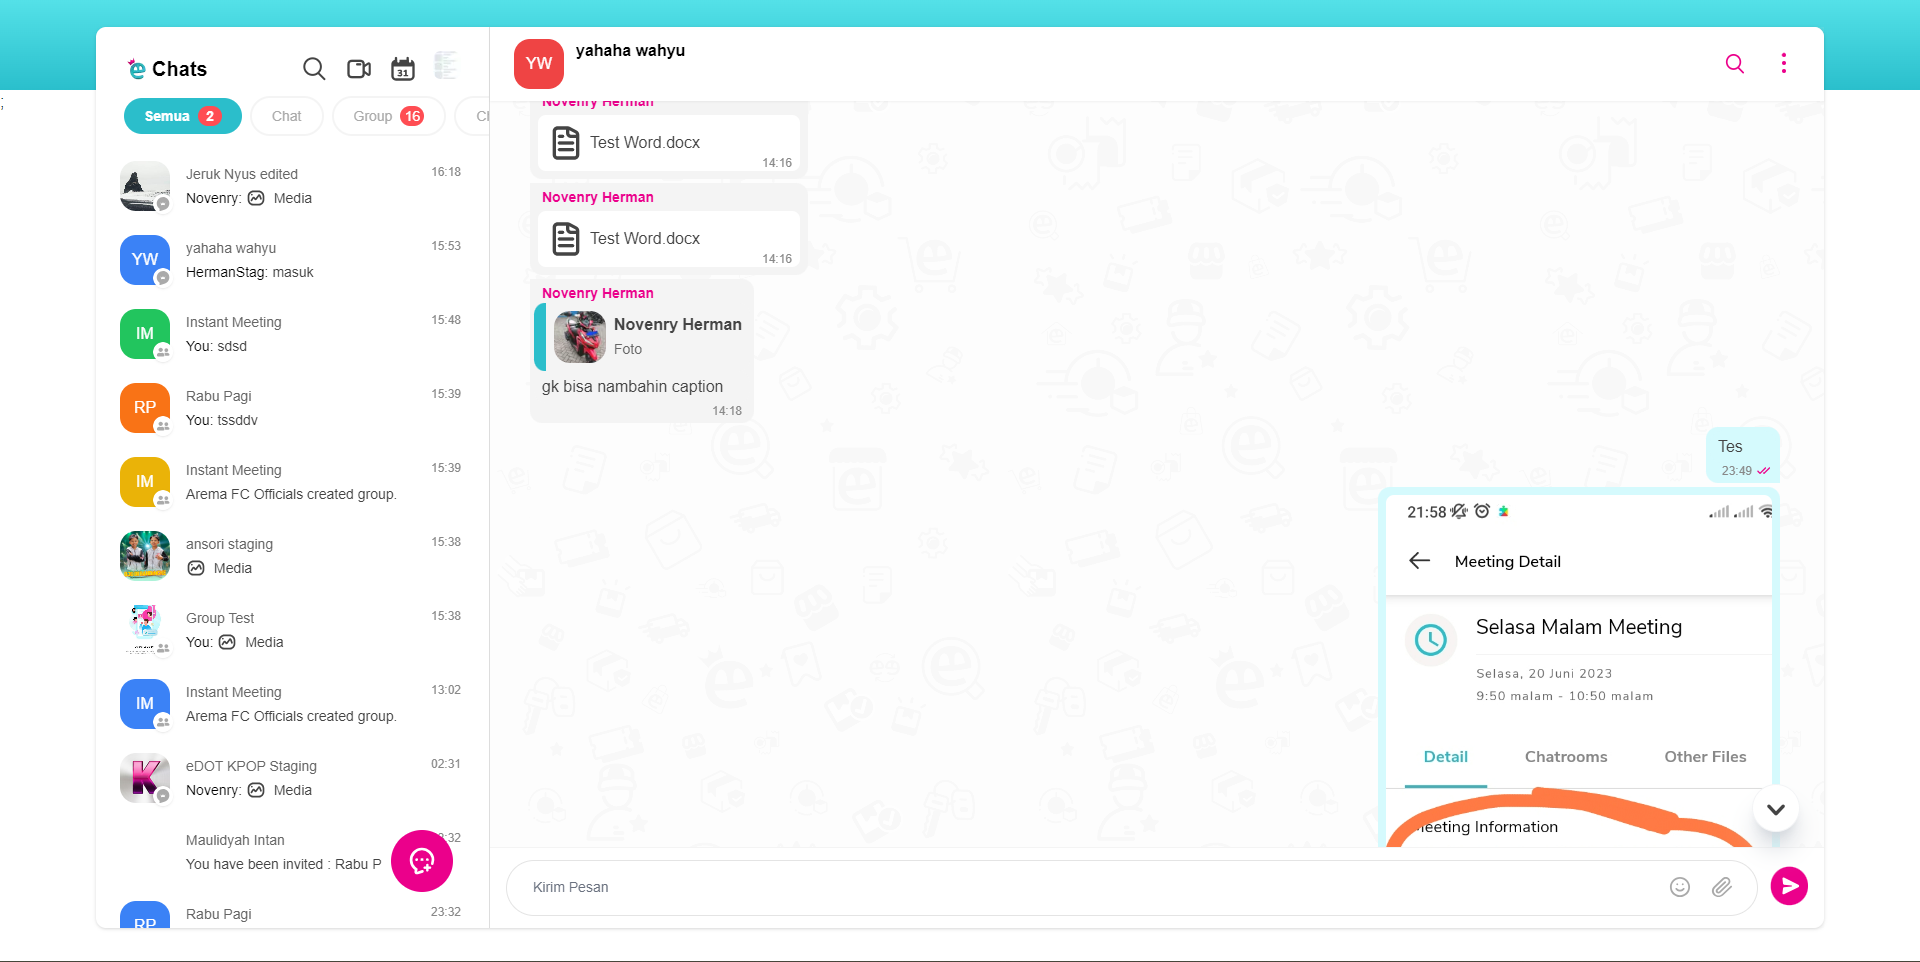 ;
Chats
31
Semua 2
Chat
Group 16
Jeruk Nyus edited
16:18
Novenry: Media
YW
yahaha wahyu
15:53
HermanStag: masuk
IM
Instant Meeting
15:48
You: sdsd
RP
Rabu Pagi
15:39
You: tssddv
IM
Instant Meeting
15:39
Arema FC Officials created group.
ansori staging
15:38
Media
Group Test
15:38
You: Media
IM
Instant Meeting
13:02
Arema FC Officials created group.
K
eDOT KPOP Staging
02:31
Novenry: Media
Maulidyah Intan
:32
You have been invited : Rabu P
RP
Rabu Pagi
23:32
YW
yahaha wahyu
Novenry Herman
Test Word.docx
14:16
Novenry Herman
Test Word.docx
14:16
Novenry Herman
Novenry Herman
Foto
gk bisa nambahin caption
14:18
Tes
23:49
21:58
Meeting Detail
Selasa Malam Meeting
Selasa, 20 Juni 2023
9:50 malam - 10:50 malam
Detail
Chatrooms
Other Files
Meeting Information
Kirim Pesan